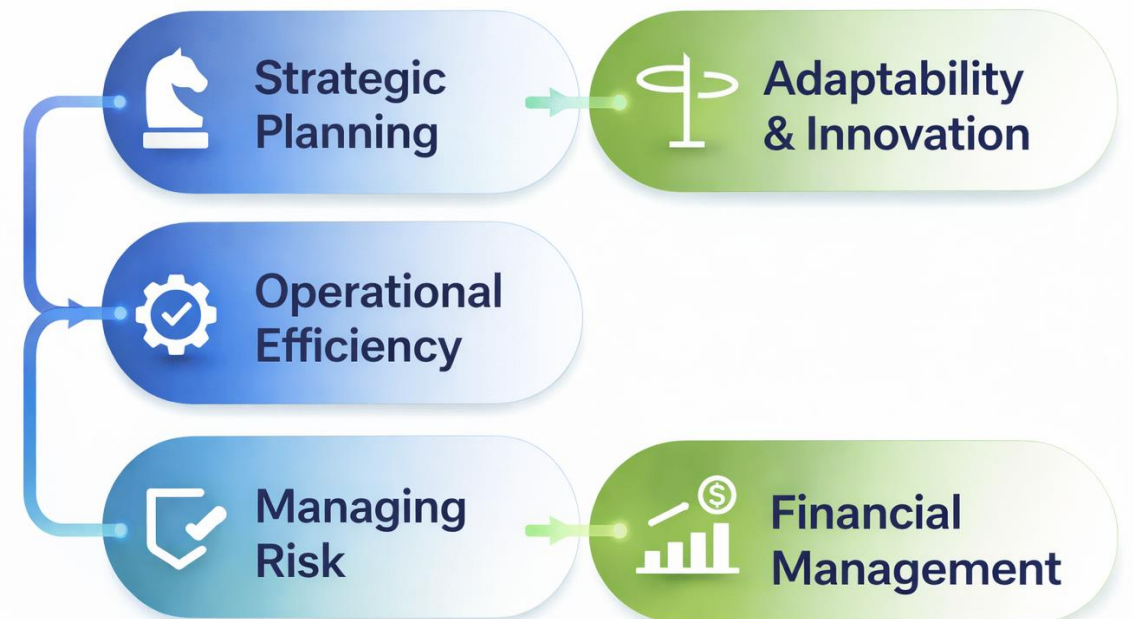 Strategic
Planning
Adaptability
& Innovation
Operational
Efficiency
Managing
Risk
$
Financial
Management